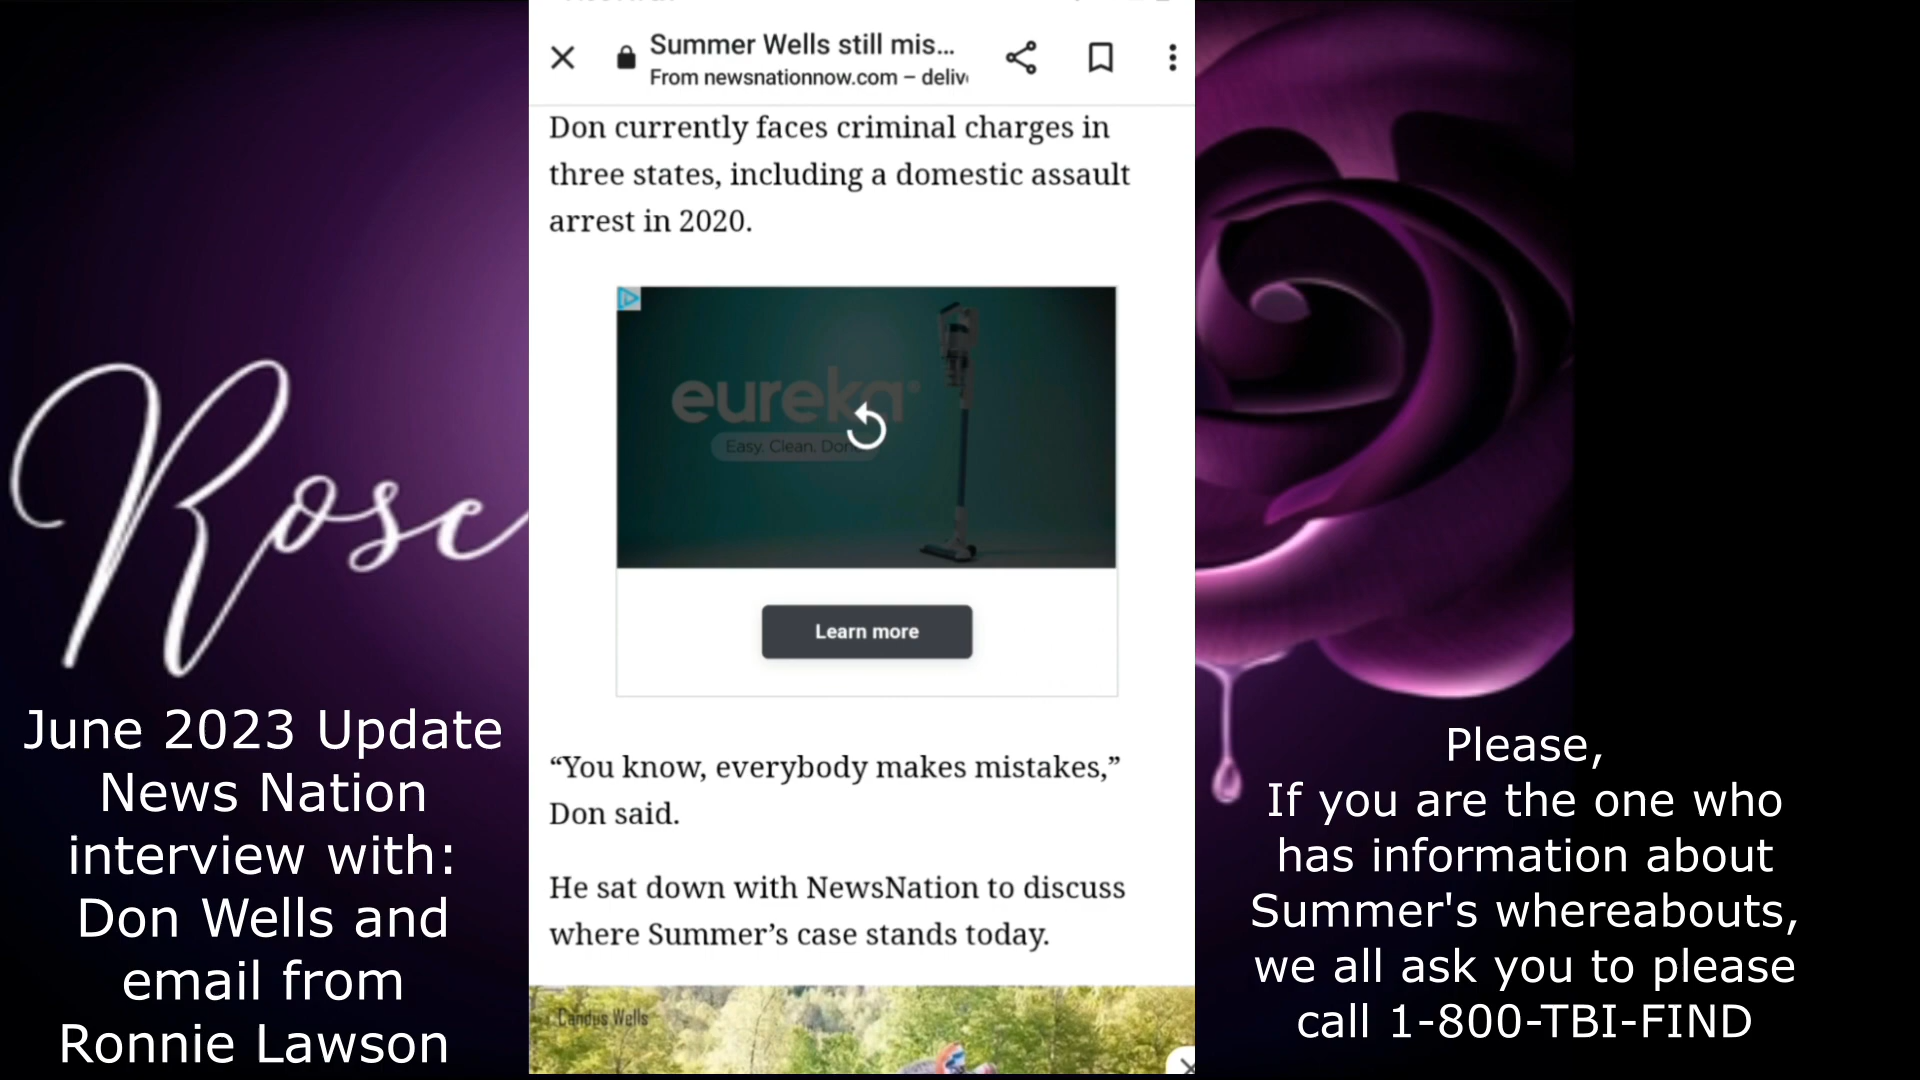 Rose
June 2023 Update
News Nation
interview with:
Don Wells and
email from
Ronnie Lawson
Summer Wells still mis...
From newsnationnow.com – deliv
Don currently faces criminal charges in
three states, including a domestic assault
arrest in 2020.
eureka
Easy. Clean. Done
Learn more
“You know, everybody makes mistakes,”
Don said.
He sat down with NewsNation to discuss
where Summer’s case stands today.
Candus Wells
Please,
If you are the one who
has information about
Summer's whereabouts,
we all ask you to please
call 1-800-TBI-FIND